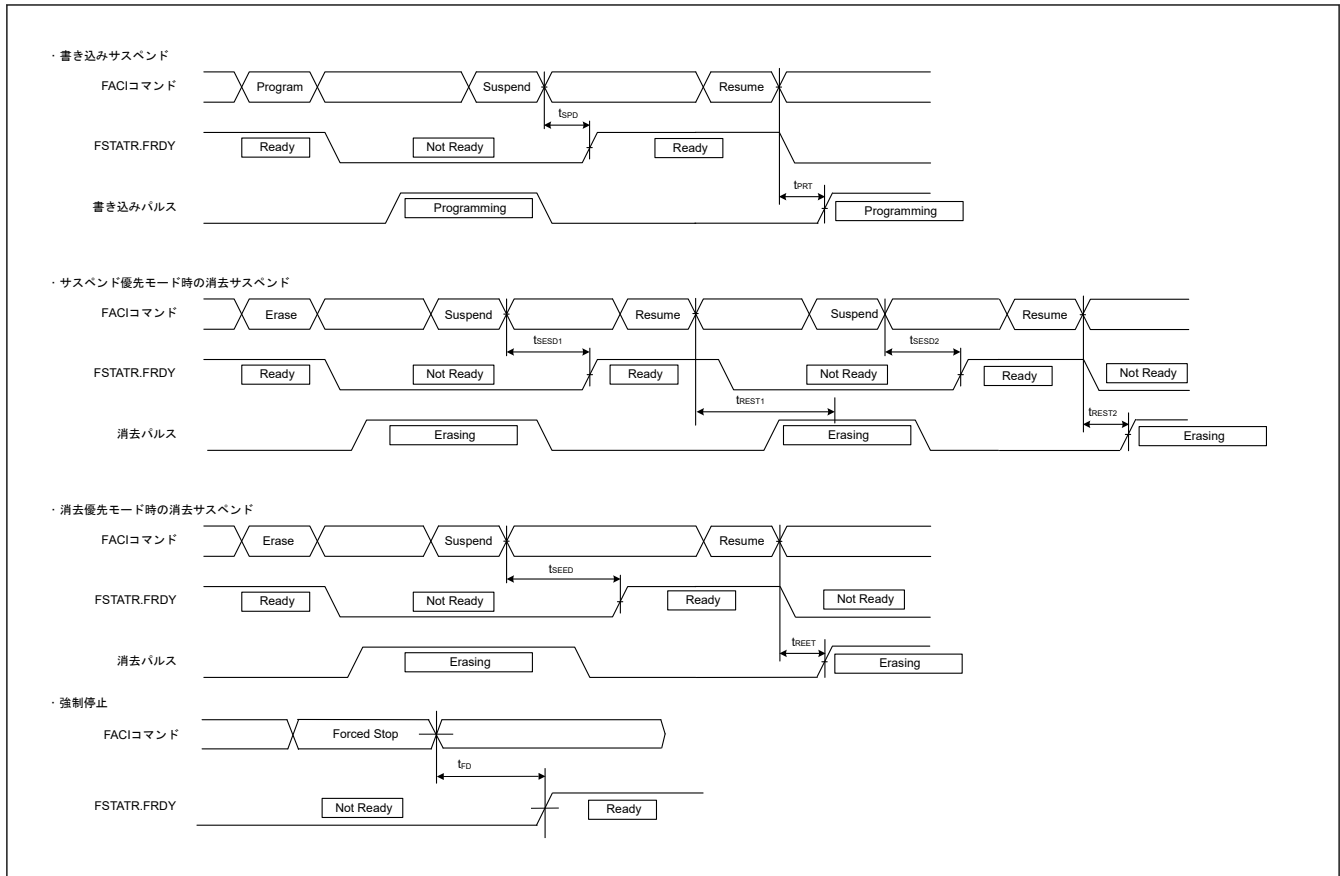 ・書き込みサスペンド
FACIコマンド Program Suspend Resume
tSPD
FSTATR.FRDY Ready Not Ready Ready
tPRT
書き込みパルス Programming Programming
・サスペンド優先モード時の消去サスペンド
FACIコマンド Erase Suspend Resume Suspend Resume
tSESD1 tSESD2
FSTATR.FRDY Ready Not Ready Ready Not Ready Ready Not Ready
tREST1 tREST2
消去パルス Erasing Erasing Erasing
・消去優先モード時の消去サスペンド
FACIコマンド Erase Suspend Resume
tSEED
FSTATR.FRDY Ready Not Ready Ready Not Ready
tREET
消去パルス Erasing Erasing
・強制停止
FACIコマンド Forced Stop
tFD
FSTATR.FRDY Not Ready Ready